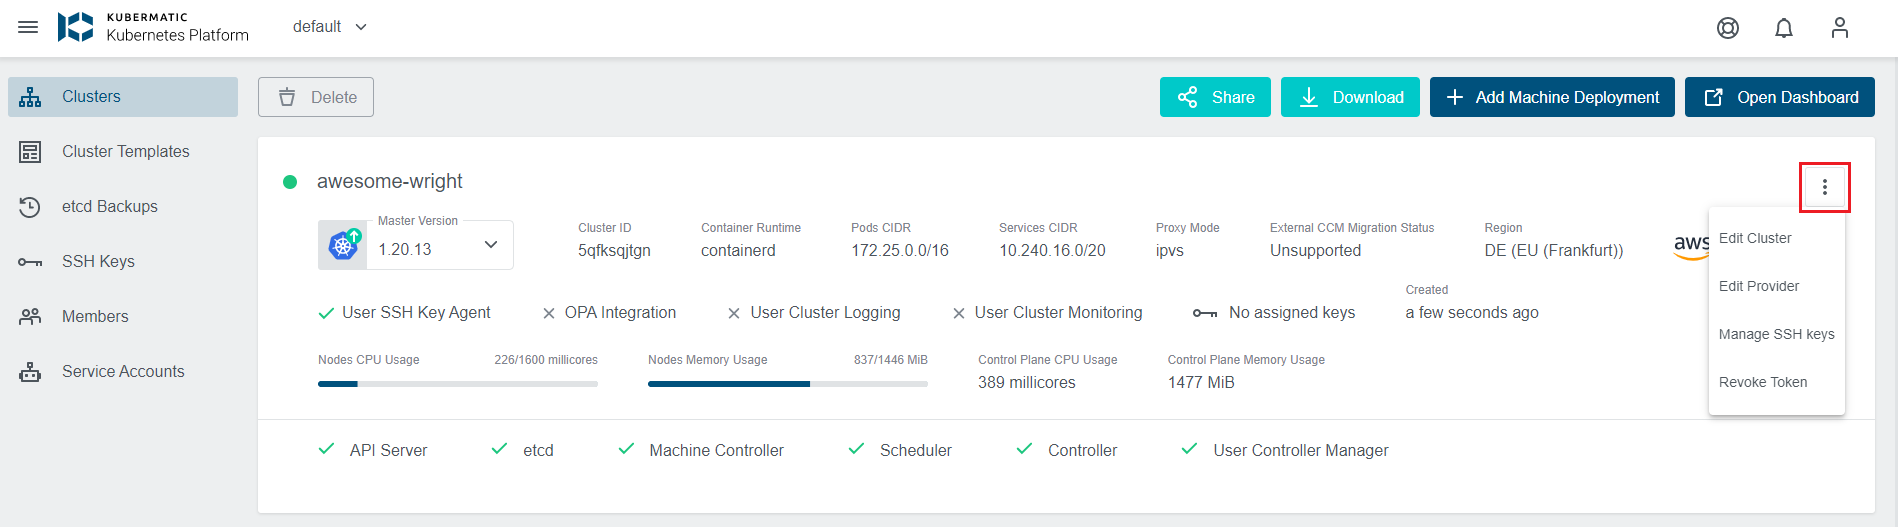 KUBERMATIC
Kubernetes Platform
default
Clusters
Cluster Templates
etcd Backups
SSH Keys
Members
Service Accounts
Delete
Share
Download
Add Machine Deployment
Open Dashboard
awesome-wright
Master Version
1.20.13
Cluster ID
5qfksqjtgn
Container Runtime
containerd
Pods CIDR
172.25.0.0/16
Services CIDR
10.240.16.0/20
Proxy Mode
ipvs
External CCM Migration Status
Unsupported
Region
DE (EU (Frankfurt))
aws
Edit Cluster
Edit Provider
Manage SSH keys
Revoke Token
User SSH Key Agent
OPA Integration
User Cluster Logging
User Cluster Monitoring
No assigned keys
Created
a few seconds ago
Nodes CPU Usage
226/1600 millicores
Nodes Memory Usage
837/1446 MiB
Control Plane CPU Usage
389 millicores
Control Plane Memory Usage
1477 MiB
API Server
etcd
Machine Controller
Scheduler
Controller
User Controller Manager